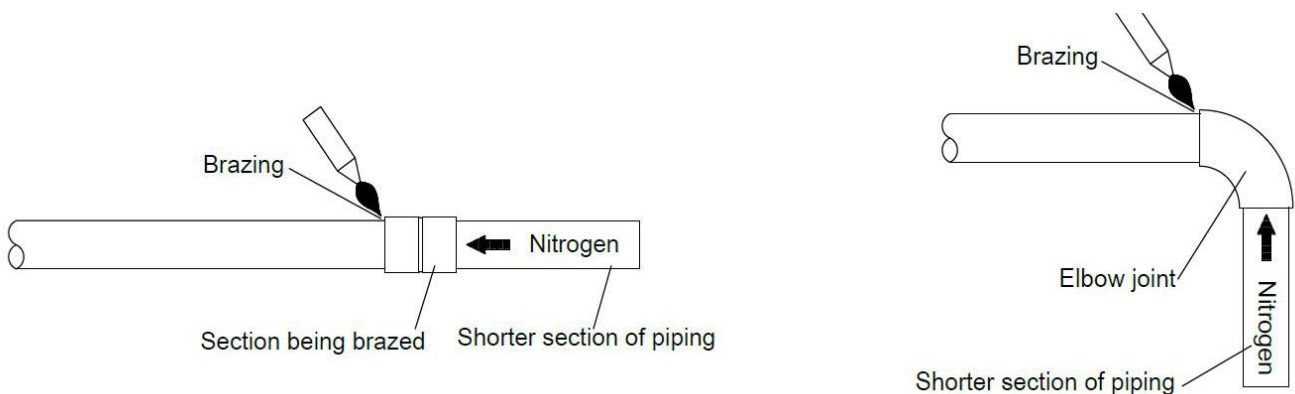 Brazing
Nitrogen
Section being brazed
Shorter section of piping
Brazing
Elbow joint
Nitrogen
Shorter section of piping